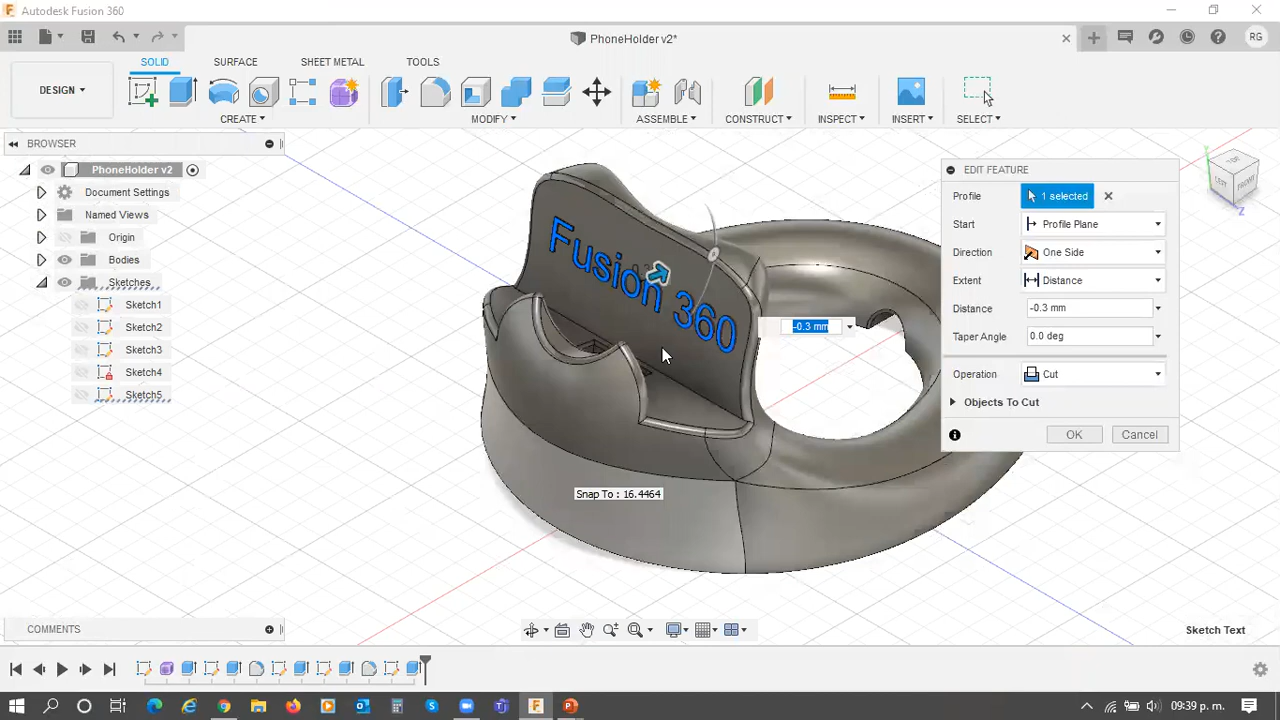 Autodesk Fusion 360
PhoneHolder v2*
RG
DESIGN
SOLID
SURFACE
SHEET METAL
TOOLS
CREATE
MODIFY
ASSEMBLE
CONSTRUCT
INSPECT
INSERT
SELECT
BROWSER
PhoneHolder v2
Document Settings
Named Views
Origin
Bodies
Sketches
Sketch1
Sketch2
Sketch3
Sketch4
Sketch5
Fusion 360
-0.3 mm
Snap To : 16.4464
TOP
LEFT
FRONT
Z
EDIT FEATURE
Profile 1 selected
Start Profile Plane
Direction One Side
Extent Distance
Distance -0.3 mm
Taper Angle 0.0 deg
Operation Cut
Objects To Cut
OK Cancel
COMMENTS
Sketch Text
09:39 p. m.